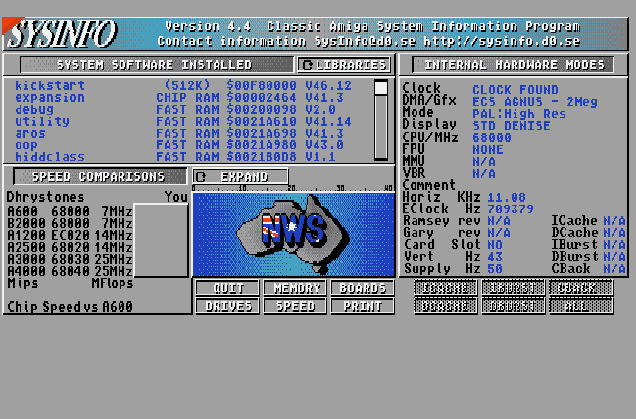 SYSINFO
Version 4.4 Classic Amiga System Information Program
Contact information SysInfo@d0.se http://sysinfo.d0.se
SYSTEM SOFTWARE INSTALLED
LIBRARIES
kickstart (512K) $00F80000 V46.12
expansion CHIP RAM $00002464 V41.3
debug FAST RAM $00200098 V2.0
utility FAST RAM $0021A610 V41.14
aros FAST RAM $0021A698 V41.3
oop FAST RAM $0021A980 V43.0
hiddclass FAST RAM $0021B0D8 V1.1
INTERNAL HARDWARE MODES
Clock CLOCK FOUND
DMA/Gfx ECS AGNUS - 2Meg
Mode PAL:High Res
Display STD DENISE
CPU/MHz 68000
FPU NONE
MMU N/A
VBR N/A
Comment
Horiz KHz 11.08
EClock Hz 709379
Ramsey rev N/A ICache N/A
Gary rev N/A DCache N/A
Card Slot NO IBurst N/A
Vert Hz 43 DBurst N/A
Supply Hz 50 CBack N/A
SPEED COMPARISONS
EXPAND
Dhrystones You
0 10 20 30 40
A600 68000 7MHz
B2000 68000 7MHz
A1200 EC020 14MHz
A2500 68020 14MHz
A3000 68030 25MHz
A4000 68040 25MHz
Mips MFlops
Chip Speed vs A600
NWS
QUIT MEMORY BOARDS
DRIVES SPEED PRINT
ICACHE IBURST CBACK
DCACHE DBURST ALL